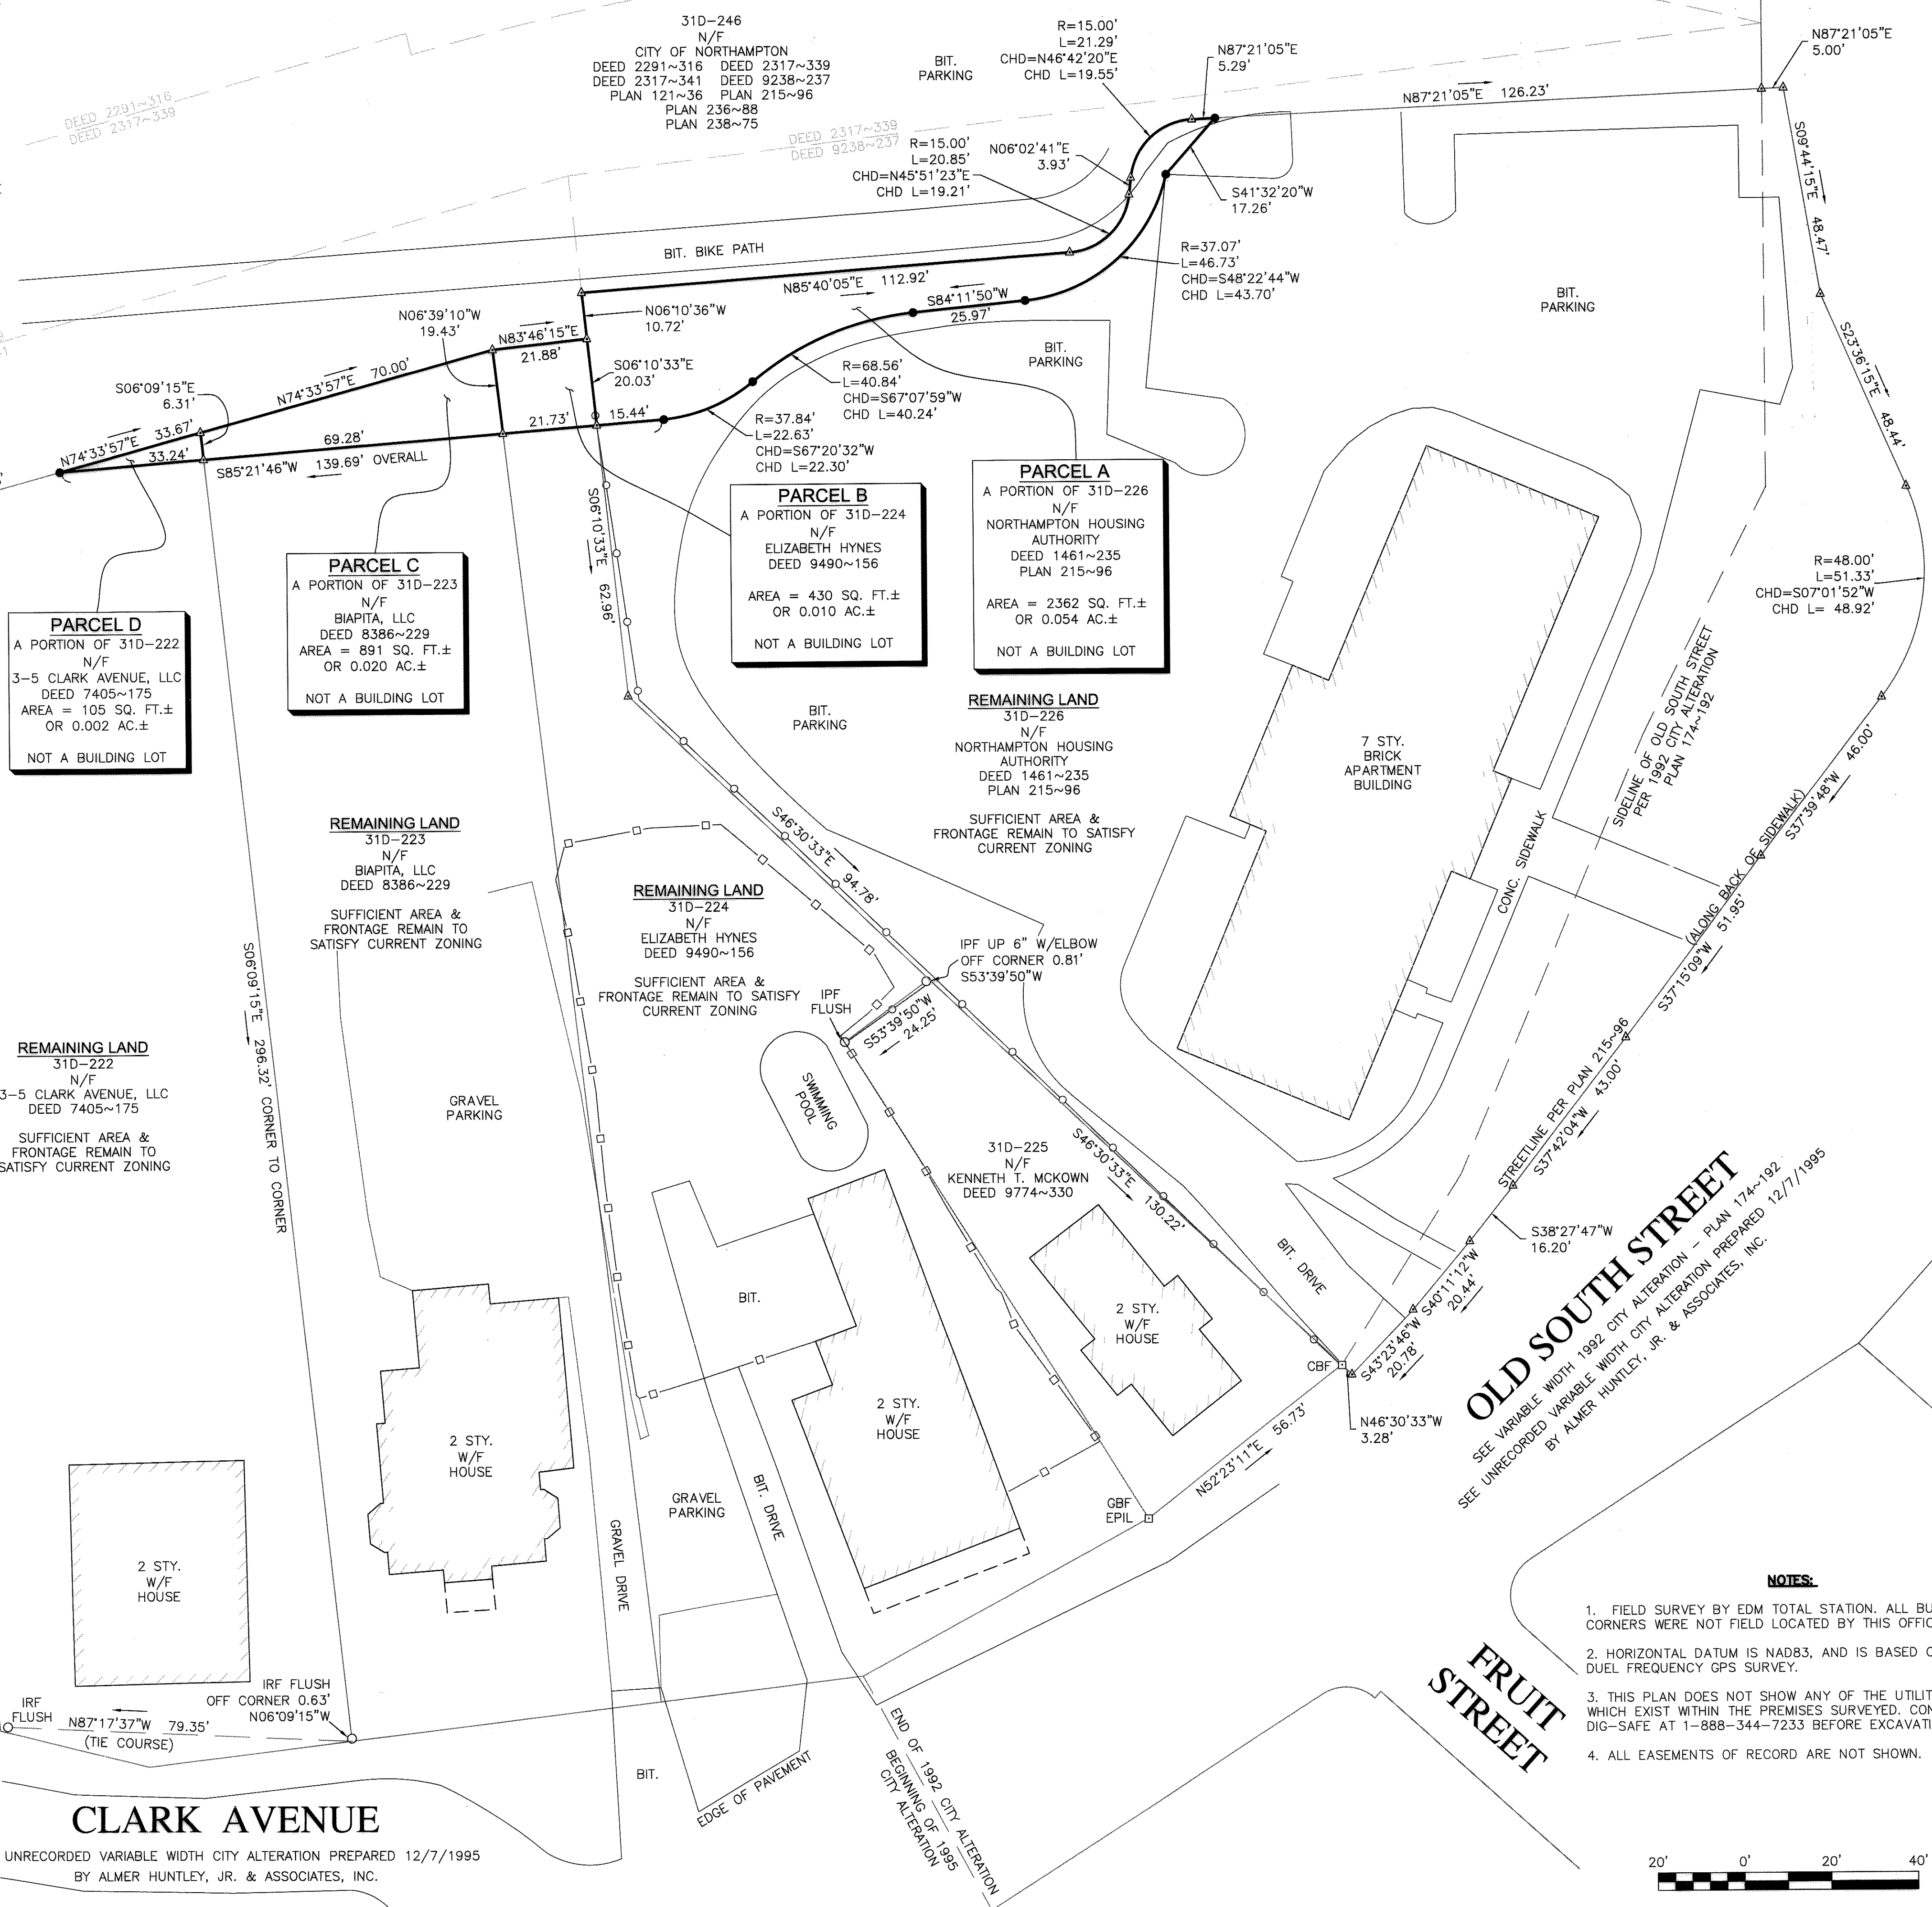 31D-246
N/F
CITY OF NORTHAMPTON
DEED 2291~316 DEED 2317~339
DEED 2317~341 DEED 9238~237
PLAN 121~36 PLAN 215~96
PLAN 236~88
PLAN 238~75
DEED 2291~316
DEED 2317~339
DEED 2317~339
DEED 9238~237
BIT.
PARKING
R=15.00'
L=21.29'
CHD=N46°42'20"E
CHD L=19.55'
N87°21'05"E
5.29'
N87°21'05"E 126.23'
N87°21'05"E
5.00'
R=15.00'
L=20.85'
CHD=N45°51'23"E
CHD L=19.21'
N06°02'41"E
3.93'
S41°32'20"W
17.26'
S09°44'15"E 48.47'
BIT. BIKE PATH
N85°40'05"E 112.92'
R=37.07'
L=46.73'
CHD=S48°22'44"W
CHD L=43.70'
S84°11'50"W
25.97'
BIT.
PARKING
S23°36'15"E 48.44'
N06°39'10"W
19.43'
N06°10'36"W
10.72'
N83°46'15"E
21.88'
S06°10'33"E
20.03'
BIT.
PARKING
R=68.56'
L=40.84'
CHD=S67°07'59"W
CHD L=40.24'
S06°09'15"E
6.31'
N74°33'57"E 70.00'
N74°33'57"E 33.67'
33.24'
69.28'
21.73'
15.44'
S85°21'46"W 139.69' OVERALL
R=37.84'
L=22.63'
CHD=S67°20'32"W
CHD L=22.30'
S06°10'33"E 62.96'
PARCEL A
A PORTION OF 31D-226
N/F
NORTHAMPTON HOUSING
AUTHORITY
DEED 1461~235
PLAN 215~96
AREA = 2362 SQ. FT.±
OR 0.054 AC.±
NOT A BUILDING LOT
PARCEL B
A PORTION OF 31D-224
N/F
ELIZABETH HYNES
DEED 9490~156
AREA = 430 SQ. FT.±
OR 0.010 AC.±
NOT A BUILDING LOT
PARCEL C
A PORTION OF 31D-223
N/F
BIAPITA, LLC
DEED 8386~229
AREA = 891 SQ. FT.±
OR 0.020 AC.±
NOT A BUILDING LOT
PARCEL D
A PORTION OF 31D-222
N/F
3-5 CLARK AVENUE, LLC
DEED 7405~175
AREA = 105 SQ. FT.±
OR 0.002 AC.±
NOT A BUILDING LOT
R=48.00'
L=51.33'
CHD=S07°01'52"W
CHD L= 48.92'
SIDELINE OF OLD SOUTH STREET
PER 1992 CITY ALTERATION
PLAN 174~192
BIT.
PARKING
REMAINING LAND
31D-226
N/F
NORTHAMPTON HOUSING
AUTHORITY
DEED 1461~235
PLAN 215~96
SUFFICIENT AREA &
FRONTAGE REMAIN TO SATISFY
CURRENT ZONING
7 STY.
BRICK
APARTMENT
BUILDING
S37°39'48"W 46.00'
(ALONG BACK OF SIDEWALK)
S37°15'09"W 51.95'
CONC. SIDEWALK
REMAINING LAND
31D-223
N/F
BIAPITA, LLC
DEED 8386~229
SUFFICIENT AREA &
FRONTAGE REMAIN TO
SATISFY CURRENT ZONING
S46°30'33"E 94.78'
REMAINING LAND
31D-224
N/F
ELIZABETH HYNES
DEED 9490~156
SUFFICIENT AREA &
FRONTAGE REMAIN TO SATISFY
CURRENT ZONING
IPF UP 6" W/ELBOW
OFF CORNER 0.81'
S53°39'50"W
IPF
FLUSH
S53°39'50"W
24.25'
S06°09'15"E 296.32' CORNER TO CORNER
REMAINING LAND
31D-222
N/F
3-5 CLARK AVENUE, LLC
DEED 7405~175
SUFFICIENT AREA &
FRONTAGE REMAIN TO
SATISFY CURRENT ZONING
GRAVEL
PARKING
SWIMMING
POOL
STREETLINE PER PLAN 215~96
S37°42'04"W 43.00'
31D-225
N/F
KENNETH T. MCKOWN
DEED 9774~330
S46°30'33"E 130.22'
S38°27'47"W
16.20'
BIT. DRIVE
S40°11'12"W
20.44'
OLD SOUTH STREET
SEE VARIABLE WIDTH 1992 CITY ALTERATION - PLAN 174~192
SEE UNRECORDED VARIABLE WIDTH CITY ALTERATION PREPARED 12/7/1995
BY ALMER HUNTLEY, JR. & ASSOCIATES, INC.
BIT.
2 STY.
W/F
HOUSE
CBF
S43°23'46"W
20.78'
N46°30'33"W
3.28'
2 STY.
W/F
HOUSE
2 STY.
W/F
HOUSE
N52°23'11"E 56.73'
GRAVEL
PARKING
BIT. DRIVE
GBF
EPIL
2 STY.
W/F
HOUSE
GRAVEL DRIVE
NOTES:
1. FIELD SURVEY BY EDM TOTAL STATION. ALL BU
CORNERS WERE NOT FIELD LOCATED BY THIS OFFIC
2. HORIZONTAL DATUM IS NAD83, AND IS BASED O
DUEL FREQUENCY GPS SURVEY.
3. THIS PLAN DOES NOT SHOW ANY OF THE UTILIT
WHICH EXIST WITHIN THE PREMISES SURVEYED. CON
DIG-SAFE AT 1-888-344-7233 BEFORE EXCAVATI
4. ALL EASEMENTS OF RECORD ARE NOT SHOWN.
FRUIT
STREET
IRF
FLUSH
IRF FLUSH
OFF CORNER 0.63'
N06°09'15"W
N87°17'37"W 79.35'
(TIE COURSE)
END OF 1992 CITY ALTERATION
BEGINNING OF 1995
CITY ALTERATION
BIT.
EDGE OF PAVEMENT
CLARK AVENUE
UNRECORDED VARIABLE WIDTH CITY ALTERATION PREPARED 12/7/1995
BY ALMER HUNTLEY, JR. & ASSOCIATES, INC.
20' 0' 20' 40'